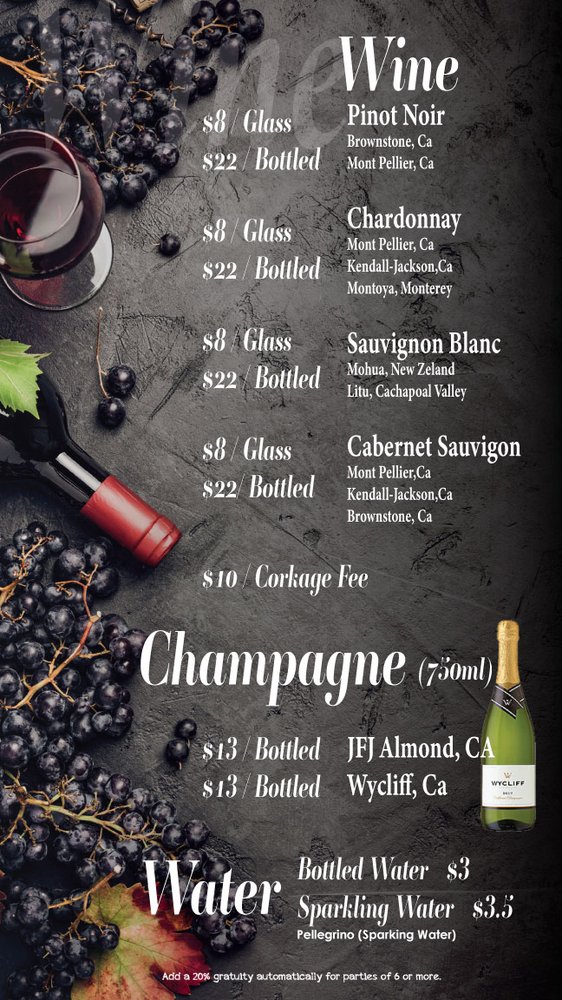 Wine
Wine
$8 / Glass Pinot Noir
Brownstone, Ca
$22 / Bottled Mont Pellier, Ca
$8 / Glass Chardonnay
Mont Pellier, Ca
$22 / Bottled Kendall-Jackson,Ca
Montoya, Monterey
$8 / Glass Sauvignon Blanc
Mohua, New Zeland
$22 / Bottled Litu, Cachapoal Valley
$8 / Glass Cabernet Sauvigon
Mont Pellier,Ca
$22/ Bottled Kendall-Jackson,Ca
Brownstone, Ca
$10 / Corkage Fee
Champagne (750ml)
$13 / Bottled JFJ Almond, CA
$13 / Bottled Wycliff, Ca
W
WYCLIFF
BRUT
Water
Bottled Water $3
Sparkling Water $3.5
Pellegrino (Sparking Water)
Add a 20% gratuity automatically for parties of 6 or more.